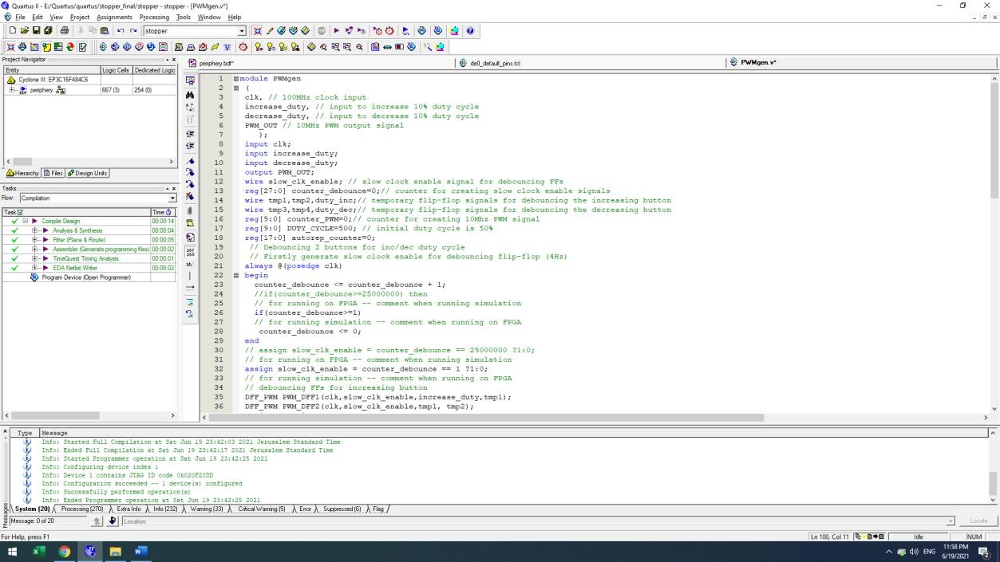 Quartus II - E:/Quartus/quartus/stopper_final/stopper - stopper - [PWMgen.v*]
File Edit View Project Assignments Processing Tools Window Help
stopper
Project Navigator
Entity Logic Cells Dedicated Logic
Cyclone III: EP3C16F484C6
periphery 667 (3) 254 (0)
Hierarchy Files Design Units
Tasks
Flow: Compilation
Task Time
Compile Design 00:00:14
Analysis & Synthesis 00:00:04
Fitter (Place & Route) 00:00:05
Assembler (Generate programming files) 00:00:02
TimeQuest Timing Analysis 00:00:01
EDA Netlist Writer 00:00:02
Program Device (Open Programmer)
periphery.bdf* de0_default_pins.tcl PWMgen.v*
267
268
ab/
1 module PWMgen
2 (
3 clk, // 100MHz clock input
4 increase_duty, // input to increase 10% duty cycle
5 decrease_duty, // input to decrease 10% duty cycle
6 PWM_OUT // 10MHz PWM output signal
7 );
8 input clk;
9 input increase_duty;
10 input decrease_duty;
11 output PWM_OUT;
12 wire slow_clk_enable; // slow clock enable signal for debouncing FFs
13 reg[27:0] counter_debounce=0;// counter for creating slow clock enable signals
14 wire tmp1,tmp2,duty_inc;// temporary flip-flop signals for debouncing the increasing button
15 wire tmp3,tmp4,duty_dec;// temporary flip-flop signals for debouncing the decreasing button
16 reg[9:0] counter_PWM=0;// counter for creating 10Mhz PWM signal
17 reg[9:0] DUTY_CYCLE=500; // initial duty cycle is 50%
18 reg[17:0] autorep_counter=0;
19 // Debouncing 2 buttons for inc/dec duty cycle
20 // Firstly generate slow clock enable for debouncing flip-flop (4Hz)
21 always @(posedge clk)
22 begin
23 counter_debounce <= counter_debounce + 1;
24 //if(counter_debounce>=25000000) then
25 // for running on FPGA -- comment when running simulation
26 if(counter_debounce>=1)
27 // for running simulation -- comment when running on FPGA
28 counter_debounce <= 0;
29 end
30 // assign slow_clk_enable = counter_debounce == 25000000 ?1:0;
31 // for running on FPGA -- comment when running simulation
32 assign slow_clk_enable = counter_debounce == 1 ?1:0;
33 // for running simulation -- comment when running on FPGA
34 // debouncing FFs for increasing button
35 DFF_PWM PWM_DFF1(clk,slow_clk_enable,increase_duty,tmp1);
36 DFF_PWM PWM_DFF2(clk,slow_clk_enable,tmp1, tmp2);
Type Message
Info: Started Full Compilation at Sat Jun 19 23:42:03 2021 Jerusalem Standard Time
Info: Ended Full Compilation at Sat Jun 19 23:42:17 2021 Jerusalem Standard Time
Info: Started Programmer operation at Sat Jun 19 23:42:25 2021
Info: Configuring device index 1
Info: Device 1 contains JTAG ID code 0x020F20DD
Info: Configuration succeeded -- 1 device(s) configured
Info: Successfully performed operation(s)
Info: Ended Programmer operation at Sat Jun 19 23:42:25 2021
System (20) Processing (270) Extra Info Info (232) Warning (33) Critical Warning (5) Error Suppressed (6) Flag
Messages
Message: 0 of 20 Location: Locate
For Help, press F1 Ln 100, Col 11 Idle NUM
ENG 11:58 PM
6/19/2021
2